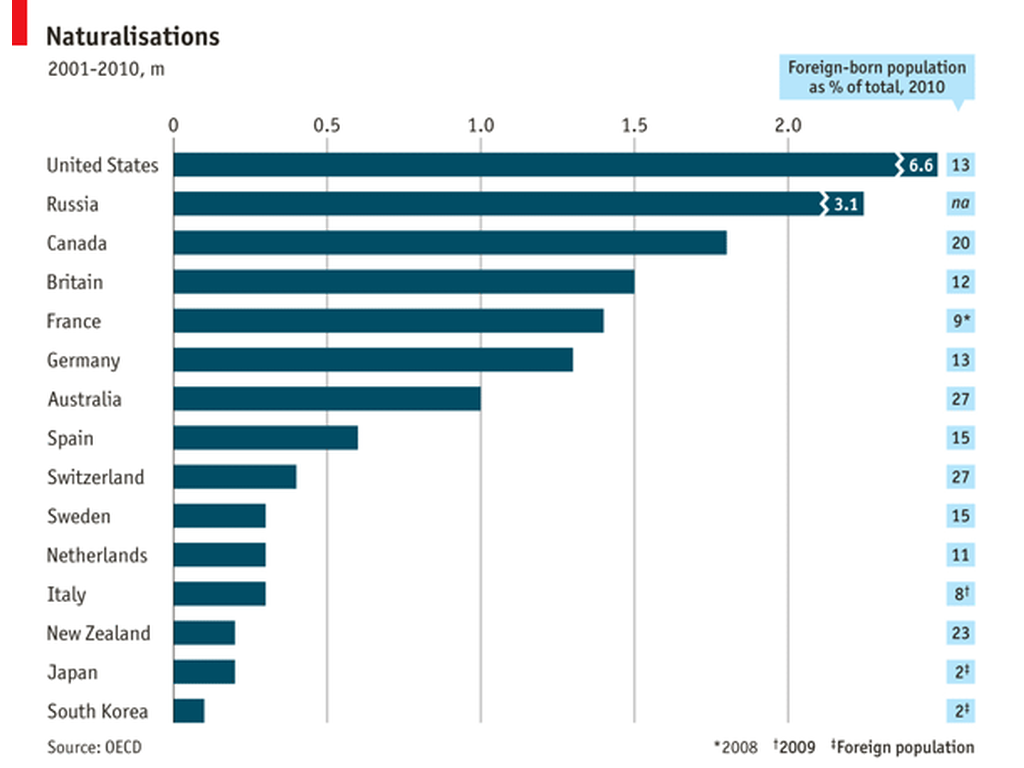 Naturalisations
2001-2010, m
Foreign-born population
as % of total, 2010
0 0.5 1.0 1.5 2.0
United States 6.6 13
Russia 3.1 na
Canada 20
Britain 12
France 9*
Germany 13
Australia 27
Spain 15
Switzerland 27
Sweden 15
Netherlands 11
Italy 8†
New Zealand 23
Japan 2‡
South Korea 2‡
Source: OECD *2008 †2009 ‡Foreign population